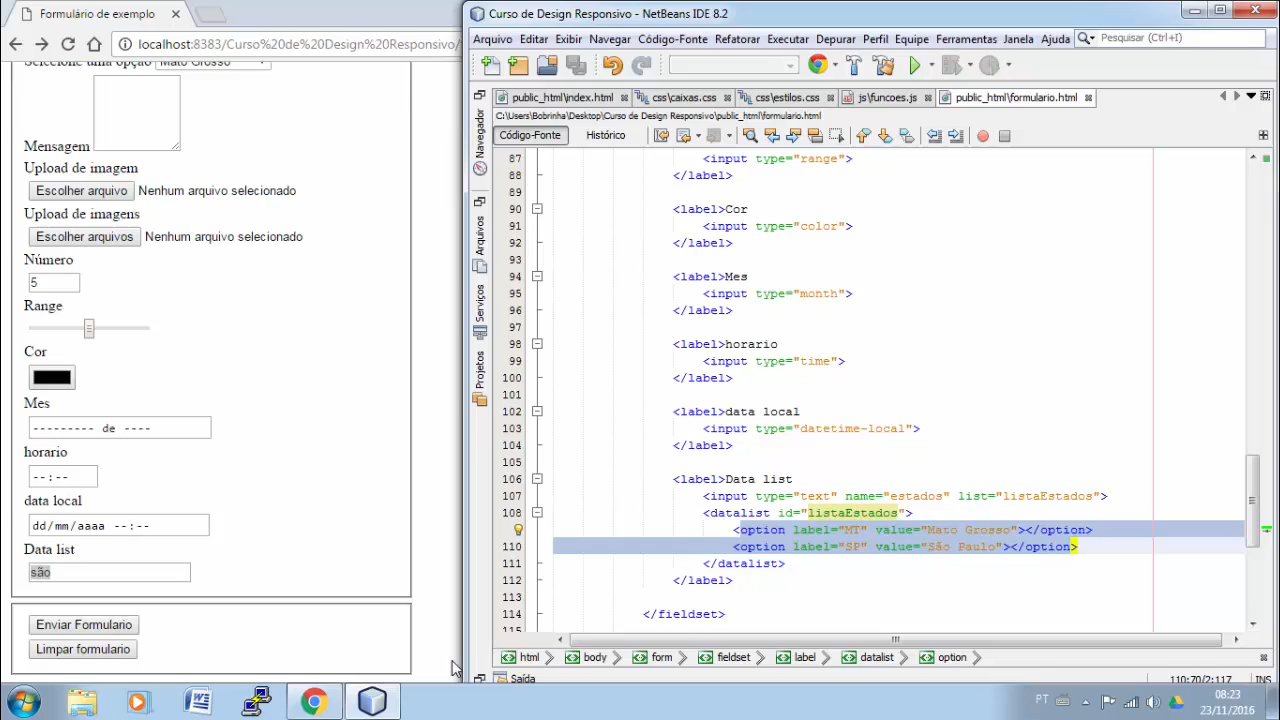 Formulário de exemplo
localhost:8383/Curso%20de%20Design%20Responsivo/
Selecione uma opção Mato Grosso
Mensagem
Upload de imagem
Escolher arquivo Nenhum arquivo selecionado
Upload de imagens
Escolher arquivos Nenhum arquivo selecionado
Número
5
Range
Cor
Mes
--------- de ----
horario
--:--
data local
dd/mm/aaaa --:--
Data list
são
Enviar Formulario
Limpar formulario
Curso de Design Responsivo - NetBeans IDE 8.2
Arquivo Editar Exibir Navegar Código-Fonte Refatorar Executar Depurar Perfil Equipe Ferramentas Janela Ajuda
Pesquisar (Ctrl+I)
public_html\index.html css\caixas.css css\estilos.css js\funcoes.js public_html\formulario.html
C:\Users\Bobrinha\Desktop\Curso de Design Responsivo\public_html\formulario.html
Código-Fonte Histórico
Navegador
Arquivos
Serviços
Projetos
87 <input type="range">
88 </label>
89
90 <label>Cor
91 <input type="color">
92 </label>
93
94 <label>Mes
95 <input type="month">
96 </label>
97
98 <label>horario
99 <input type="time">
100 </label>
101
102 <label>data local
103 <input type="datetime-local">
104 </label>
105
106 <label>Data list
107 <input type="text" name="estados" list="listaEstados">
108 <datalist id="listaEstados">
<option label="MT" value="Mato Grosso"></option>
110 <option label="SP" value="São Paulo"></option>
111 </datalist>
112 </label>
113
114 </fieldset>
115
html body form fieldset label datalist option
Saída
110:70/2:117 INS
PT
08:23
23/11/2016